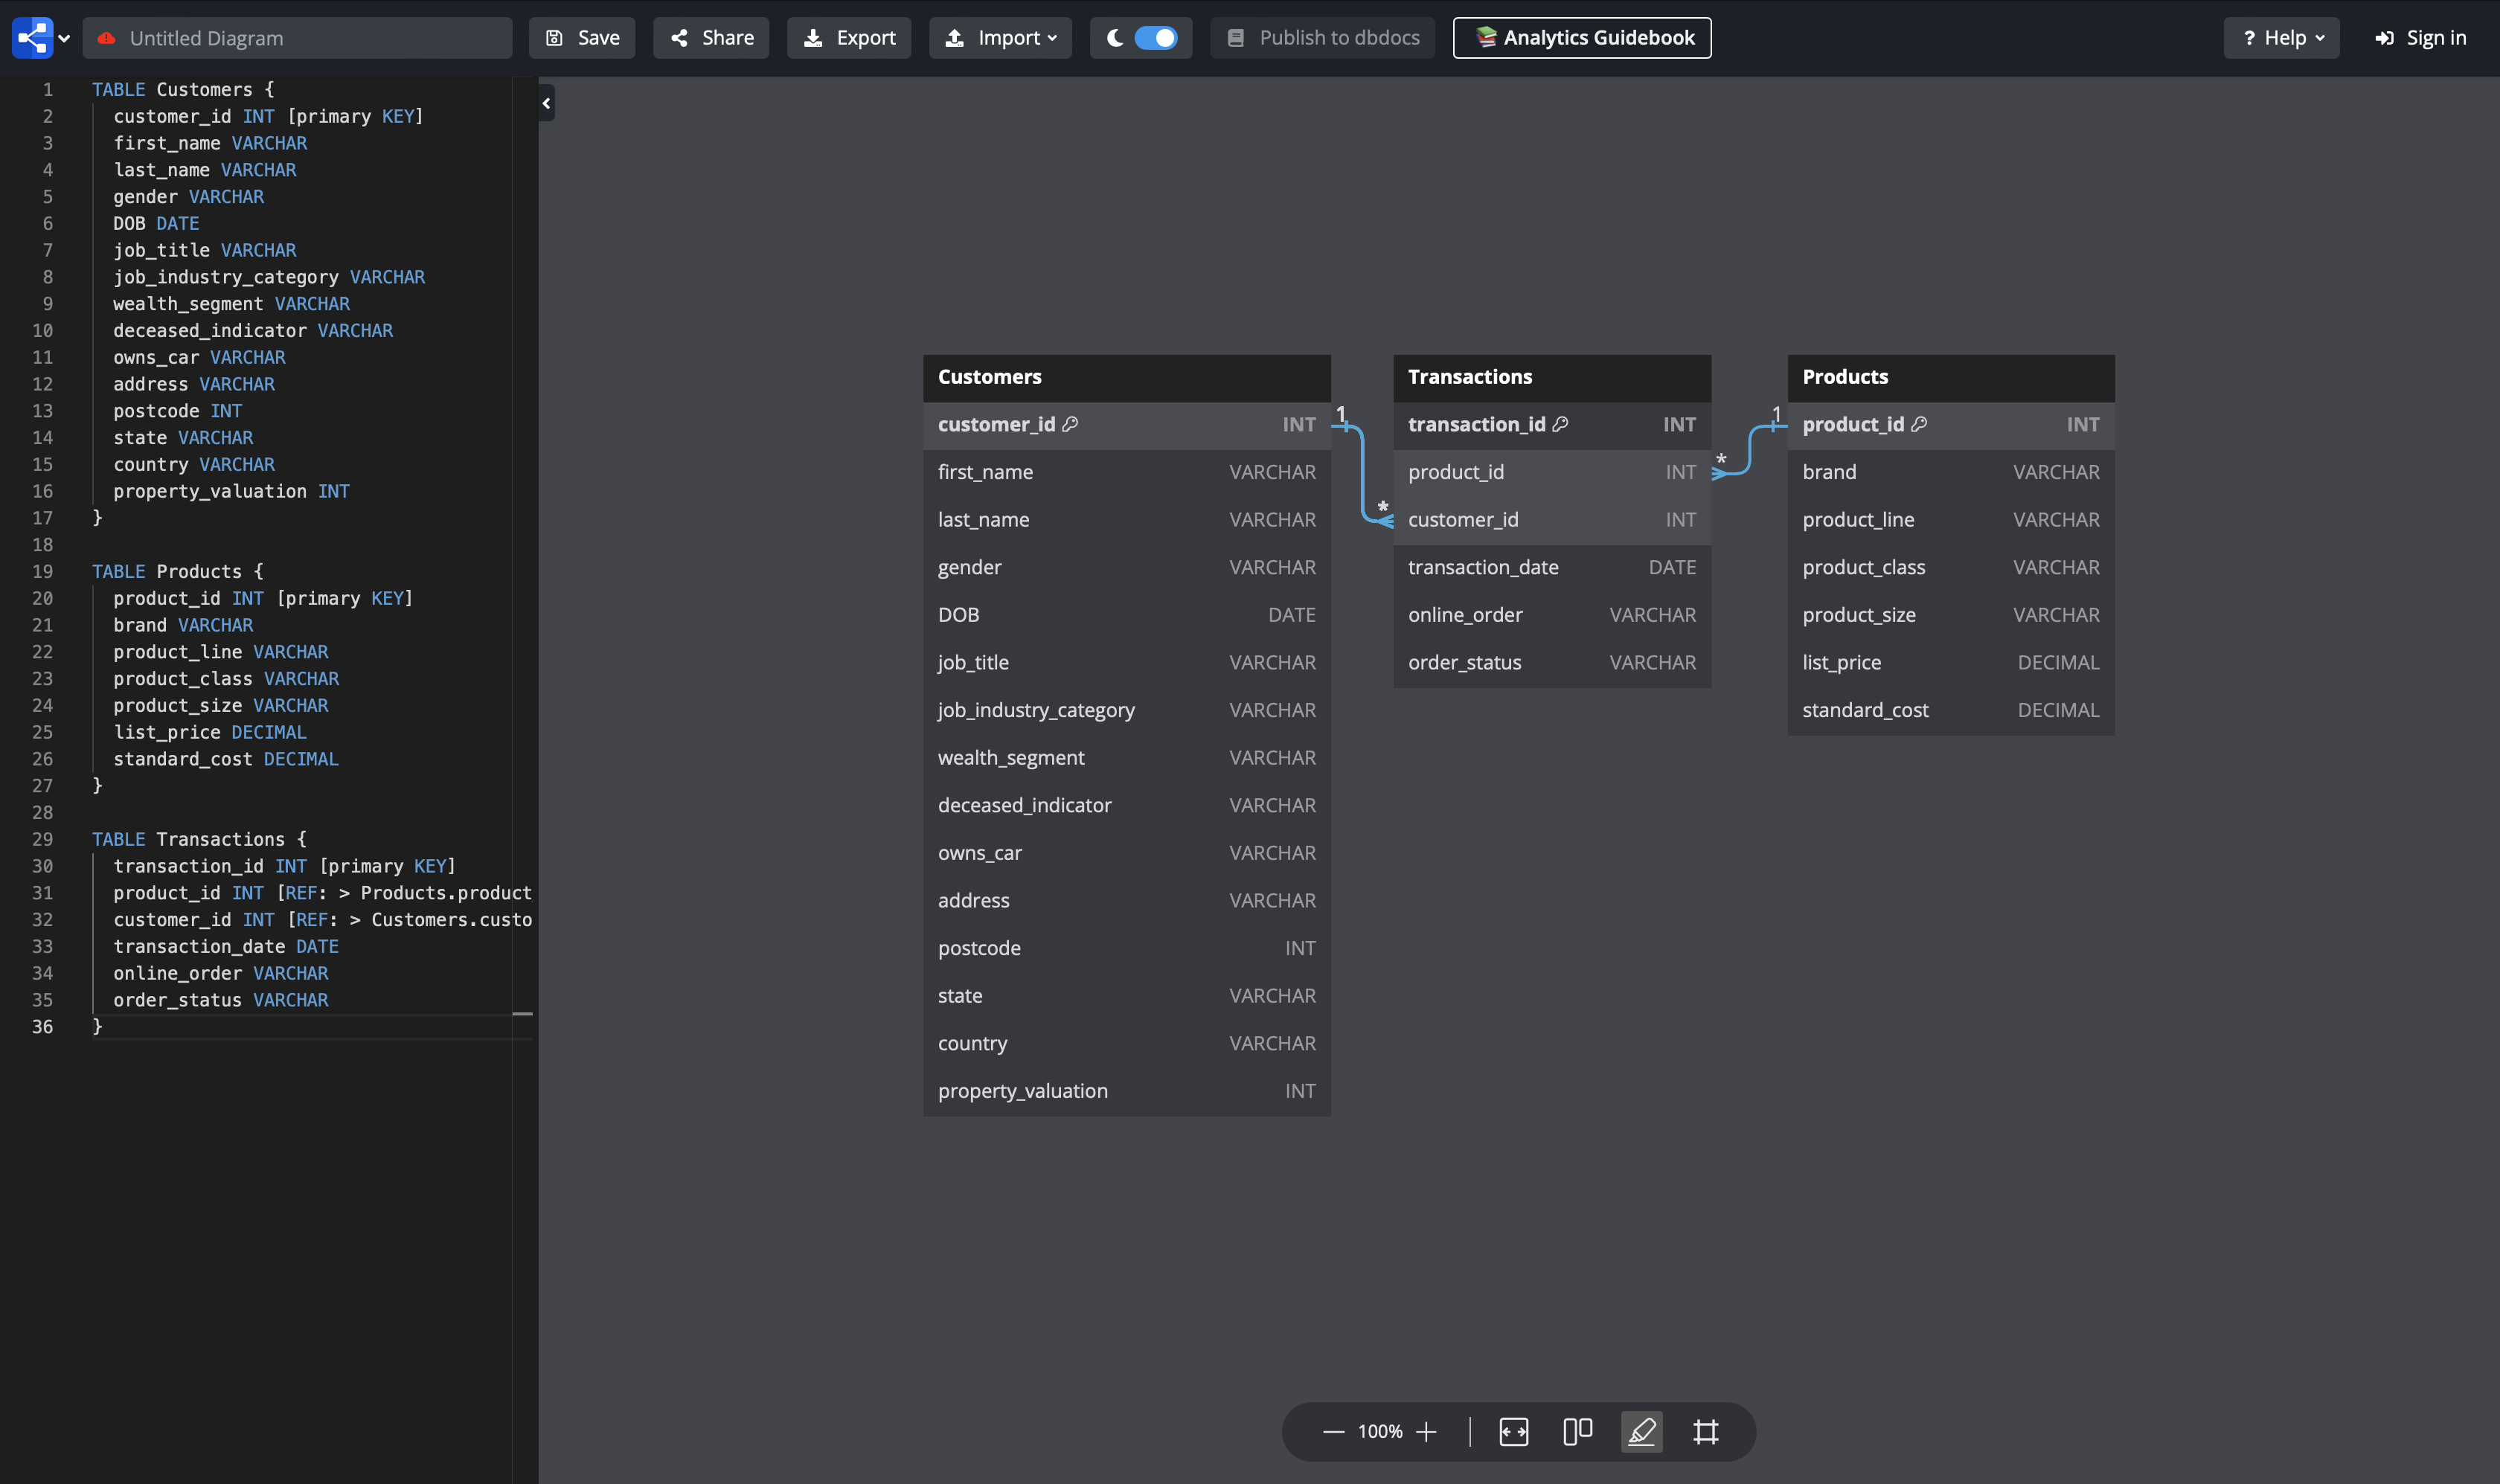 Untitled Diagram
Save
Share
Export
Import
Publish to dbdocs
Analytics Guidebook
? Help
Sign in
1 TABLE Customers {
2 customer_id INT [primary KEY]
3 first_name VARCHAR
4 last_name VARCHAR
5 gender VARCHAR
6 DOB DATE
7 job_title VARCHAR
8 job_industry_category VARCHAR
9 wealth_segment VARCHAR
10 deceased_indicator VARCHAR
11 owns_car VARCHAR
12 address VARCHAR
13 postcode INT
14 state VARCHAR
15 country VARCHAR
16 property_valuation INT
17 }
18
19 TABLE Products {
20 product_id INT [primary KEY]
21 brand VARCHAR
22 product_line VARCHAR
23 product_class VARCHAR
24 product_size VARCHAR
25 list_price DECIMAL
26 standard_cost DECIMAL
27 }
28
29 TABLE Transactions {
30 transaction_id INT [primary KEY]
31 product_id INT [REF: > Products.product
32 customer_id INT [REF: > Customers.custo
33 transaction_date DATE
34 online_order VARCHAR
35 order_status VARCHAR
36 }
Customers
customer_id INT
first_name VARCHAR
last_name VARCHAR
gender VARCHAR
DOB DATE
job_title VARCHAR
job_industry_category VARCHAR
wealth_segment VARCHAR
deceased_indicator VARCHAR
owns_car VARCHAR
address VARCHAR
postcode INT
state VARCHAR
country VARCHAR
property_valuation INT
1
*
Transactions
transaction_id INT
product_id INT
customer_id INT
transaction_date DATE
online_order VARCHAR
order_status VARCHAR
*
1
Products
product_id INT
brand VARCHAR
product_line VARCHAR
product_class VARCHAR
product_size VARCHAR
list_price DECIMAL
standard_cost DECIMAL
100%